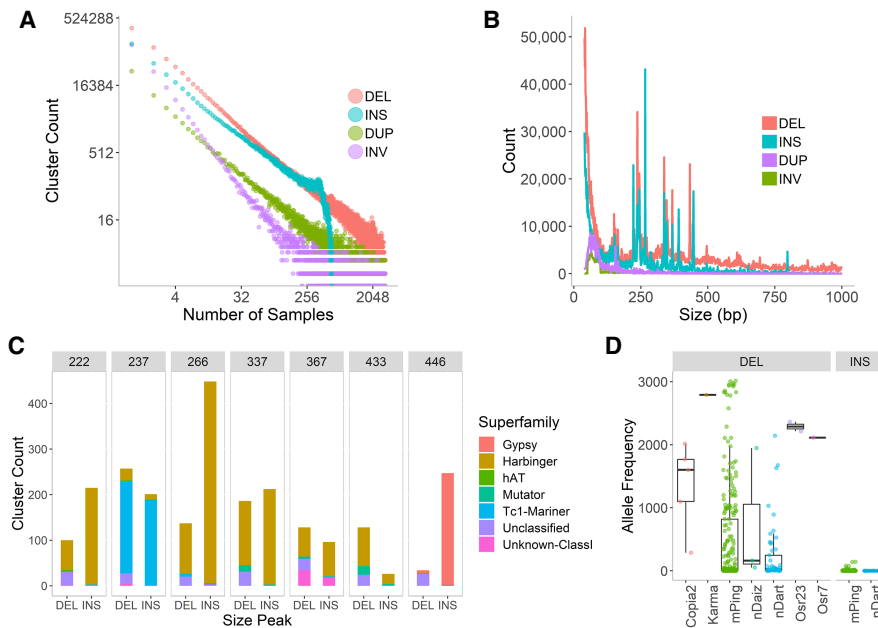 A
524288
16384
512
16
Cluster Count
4
32
256
2048
Number of Samples
DEL
INS
DUP
INV
B
50,000
40,000
30,000
20,000
10,000
0
Count
0
250
500
750
1000
Size (bp)
DEL
INS
DUP
INV
C
222
237
266
337
367
433
446
400
300
200
100
0
Cluster Count
DEL INS
DEL INS
DEL INS
DEL INS
DEL INS
DEL INS
DEL INS
Size Peak
Superfamily
Gypsy
Harbinger
hAT
Mutator
Tc1-Mariner
Unclassified
Unknown-ClassI
D
DEL
INS
3000
2000
1000
0
Allele Frequency
Copia2
Karma
mPing
nDaiz
nDart
Osr23
Osr7
mPing
nDart